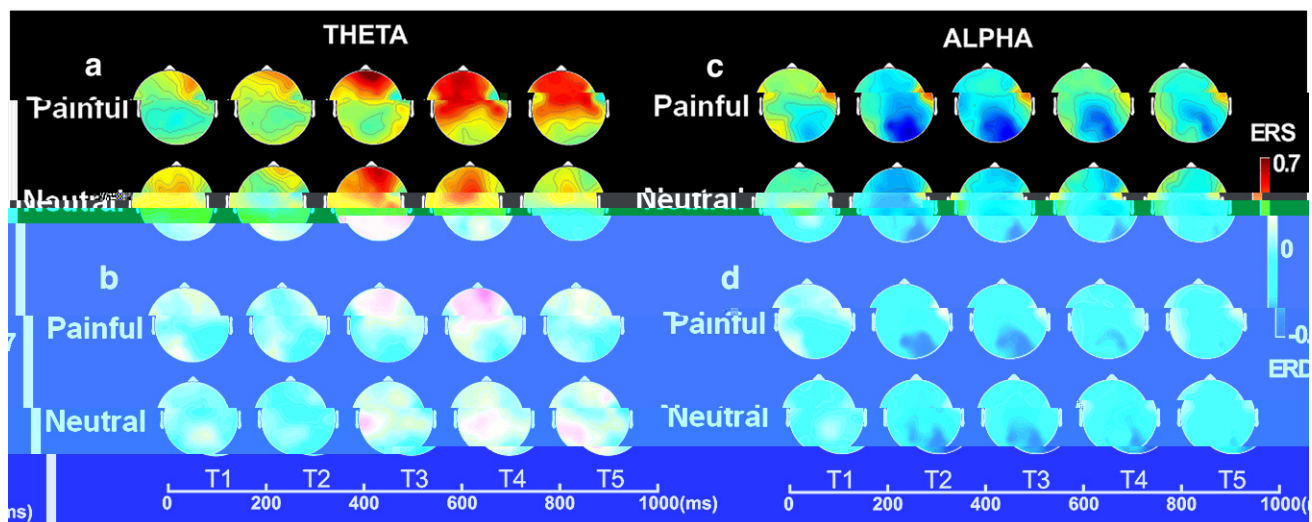 THETA
ALPHA
a
c
Painful
Painful
ERS
0.7
Neutral
Neutral
0
b
d
Painful
Painful
ERD
Neutral
Neutral
T1 T2 T3 T4 T5
T1 T2 T3 T4 T5
0 200 400 600 800 1000(ms)
0 200 400 600 800
ms)